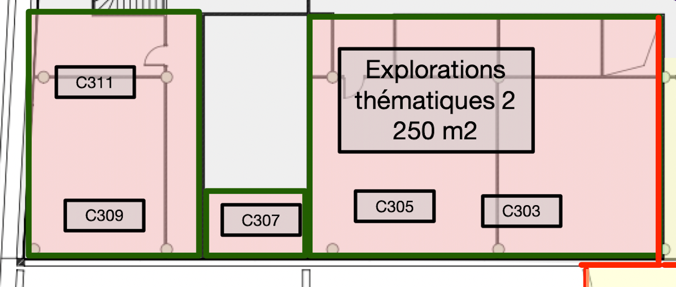 C311
Explorations
thématiques 2
250 m2
C309
C307
C305
C303